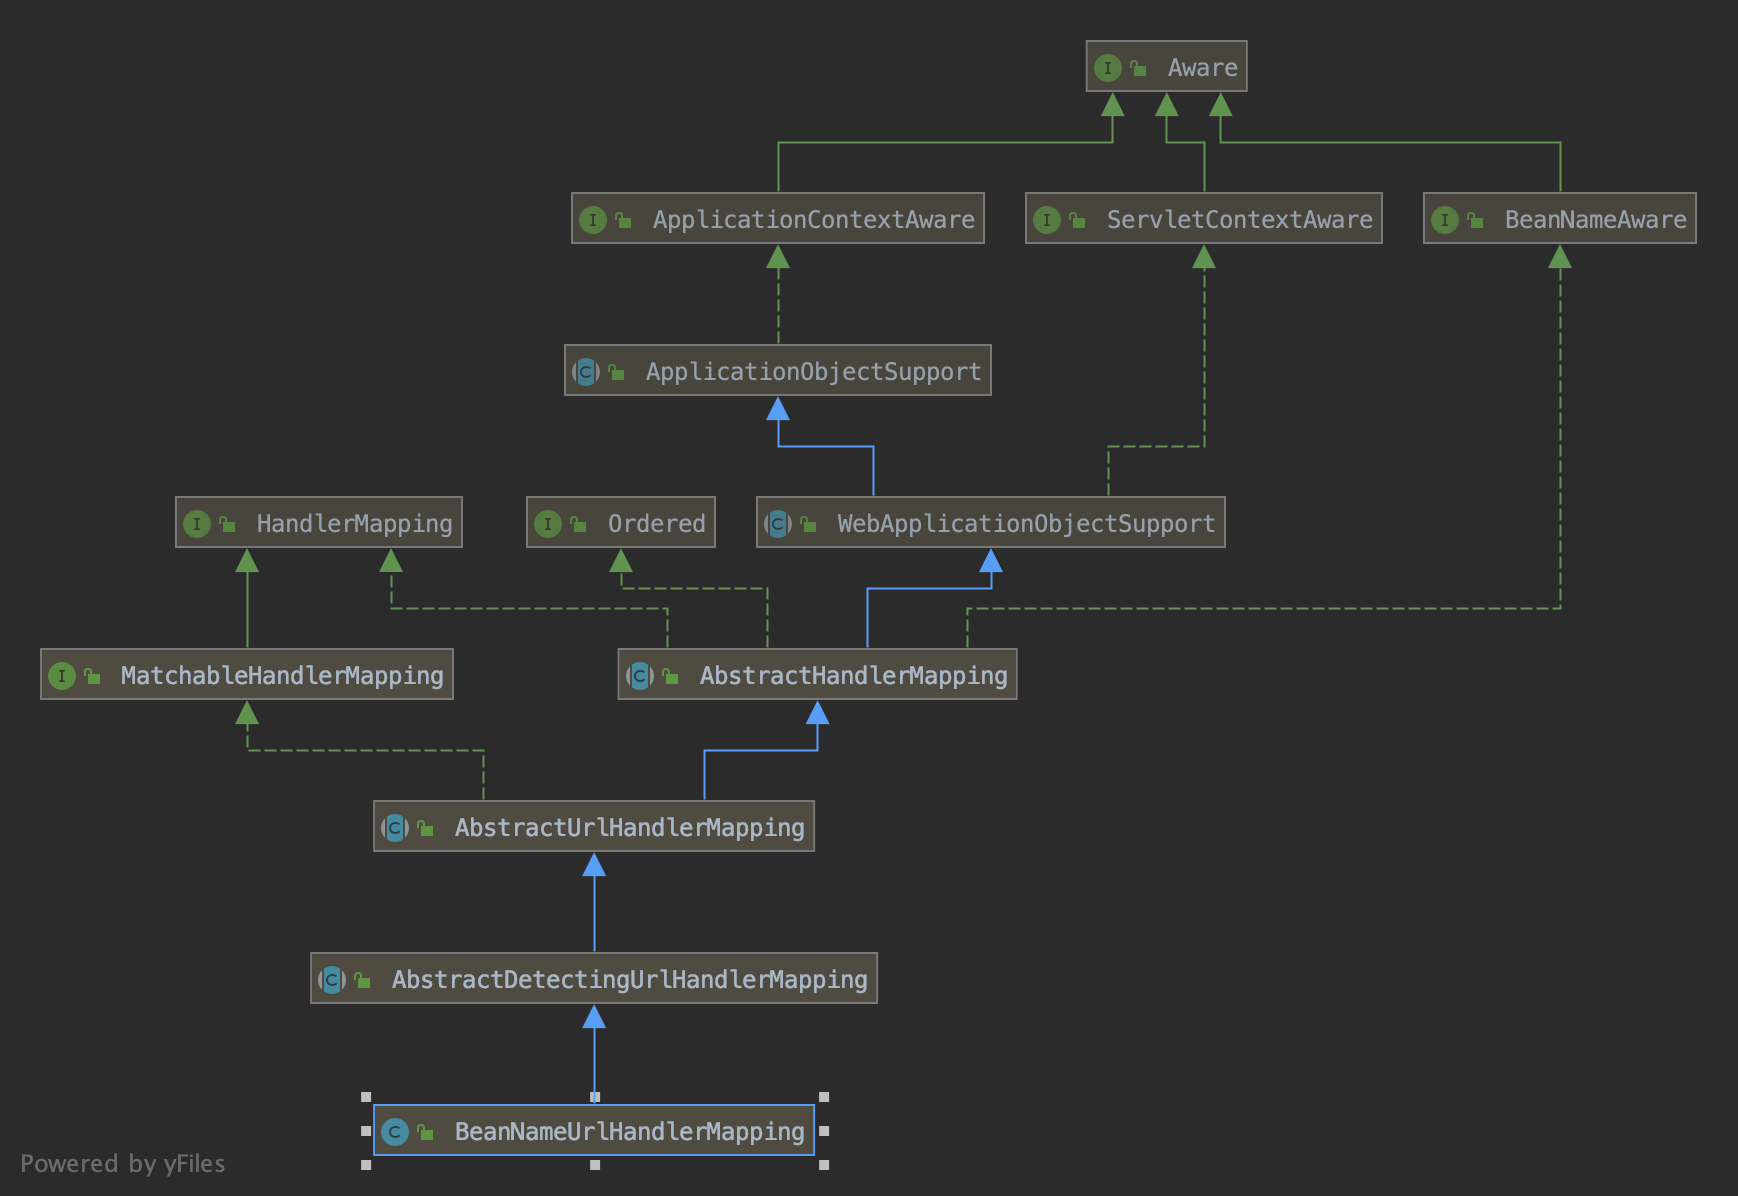 Aware
ApplicationContextAware
ServletContextAware
BeanNameAware
ApplicationObjectSupport
HandlerMapping
Ordered
WebApplicationObjectSupport
MatchableHandlerMapping
AbstractHandlerMapping
AbstractUrlHandlerMapping
AbstractDetectingUrlHandlerMapping
BeanNameUrlHandlerMapping
Powered by yFiles